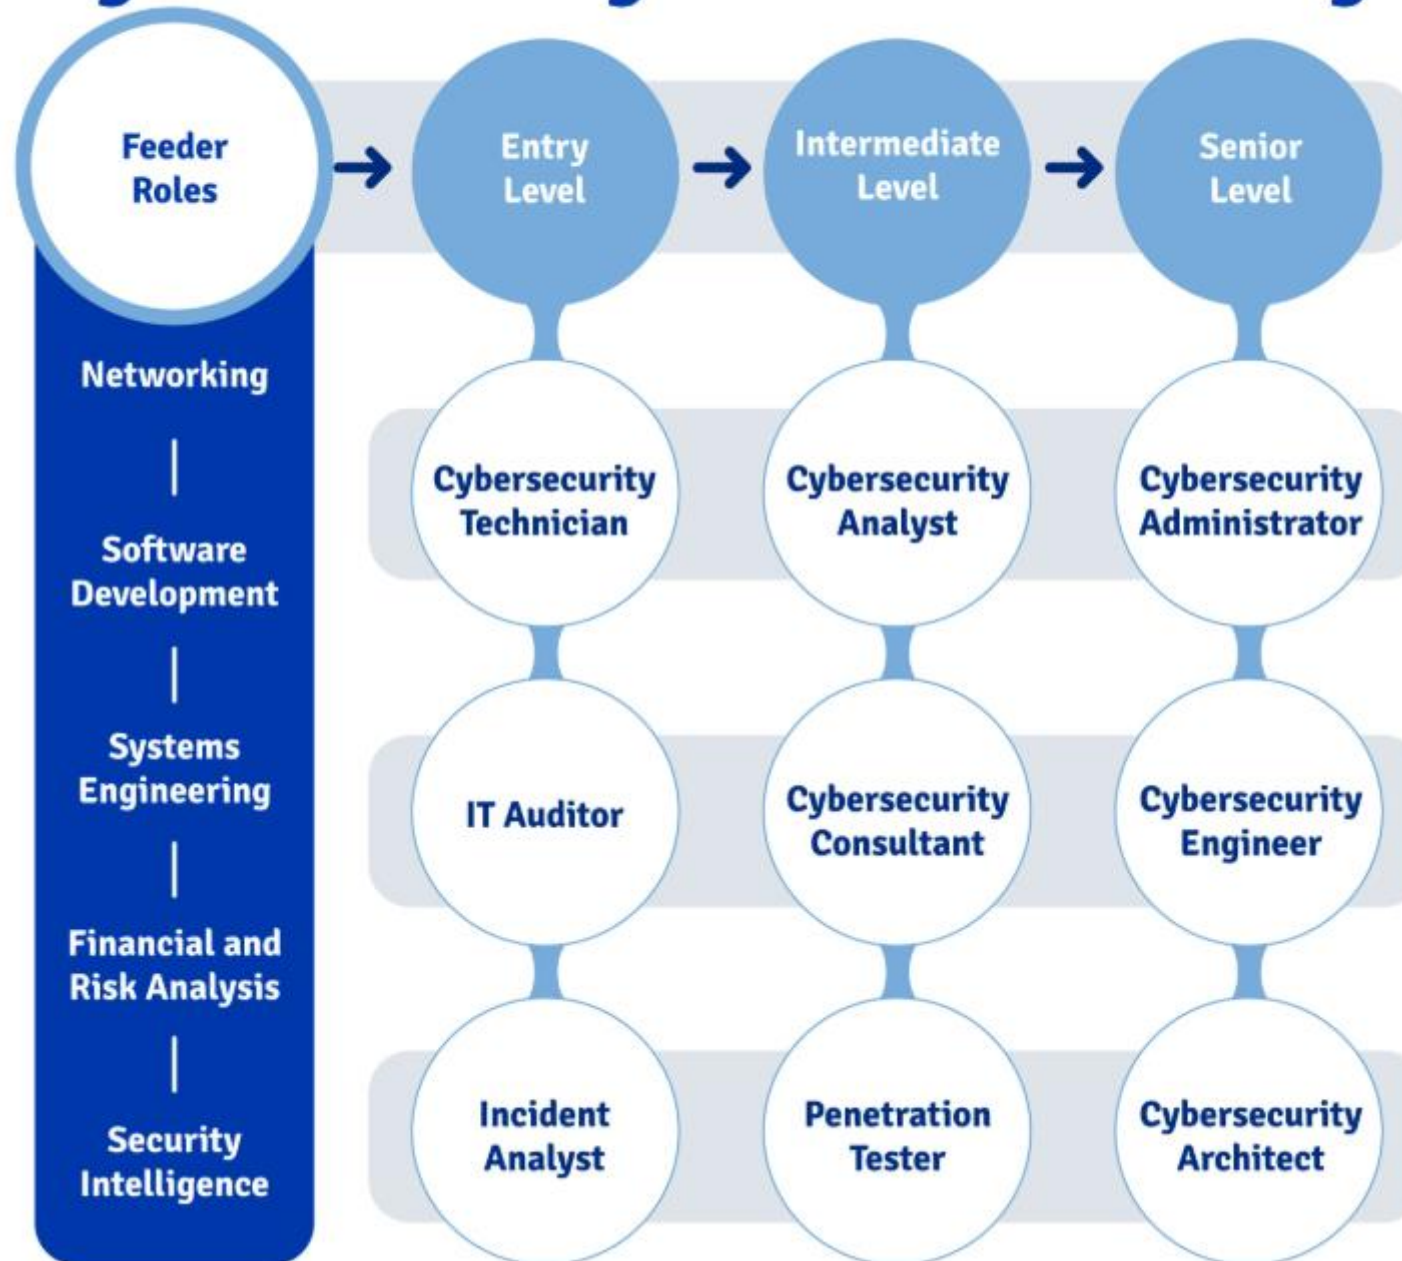 Feeder
Roles
Entry
Level
Intermediate
Level
Senior
Level
Networking
Software
Development
Systems
Engineering
Financial and
Risk Analysis
Security
Intelligence
Cybersecurity
Technician
Cybersecurity
Analyst
Cybersecurity
Administrator
IT Auditor
Cybersecurity
Consultant
Cybersecurity
Engineer
Incident
Analyst
Penetration
Tester
Cybersecurity
Architect